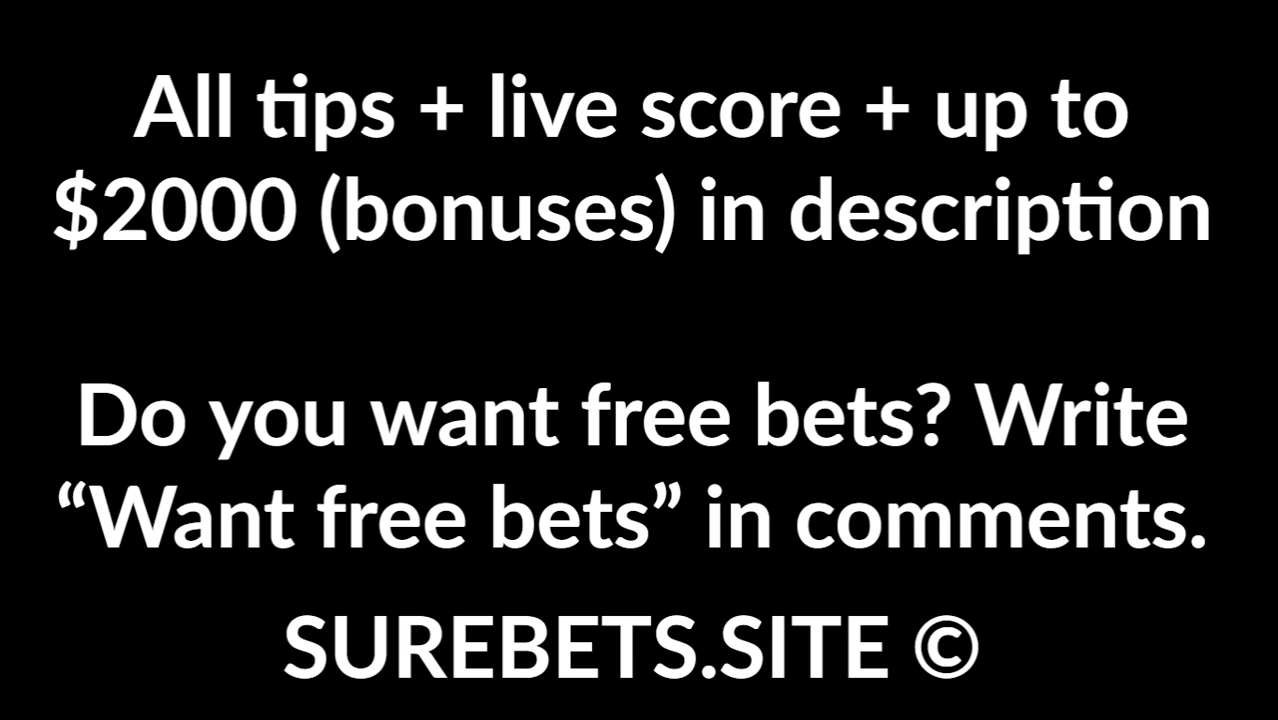 All tips + live score + up to
$2000 (bonuses) in description
Do you want free bets? Write
“Want free bets” in comments.
SUREBETS.SITE ©